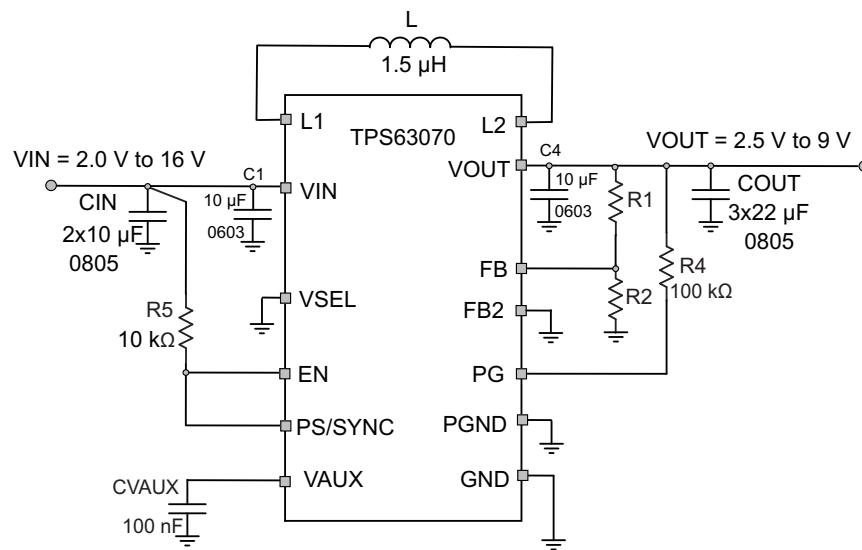 L
1.5 µH
L1
TPS63070
L2
VIN = 2.0 V to 16 V
C1
VIN
10 µF
0603
CIN
2x10 µF
0805
VOUT
C4
10 µF
0603
VOUT = 2.5 V to 9 V
R1
COUT
3x22 µF
0805
FB
R2
R4
100 kΩ
VSEL
FB2
R5
10 kΩ
EN
PG
PS/SYNC
PGND
CVAUX
100 nF
VAUX
GND